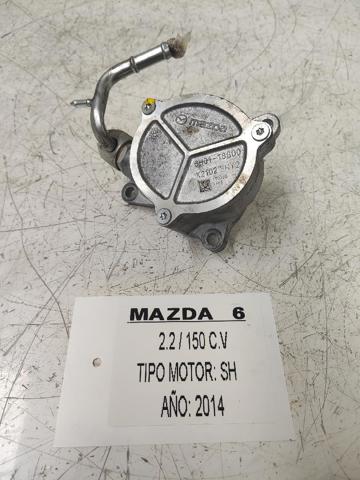 mazda
SH01-18G00
MAZDA 6
2.2 / 150 C.V
TIPO MOTOR: SH
AÑO: 2014